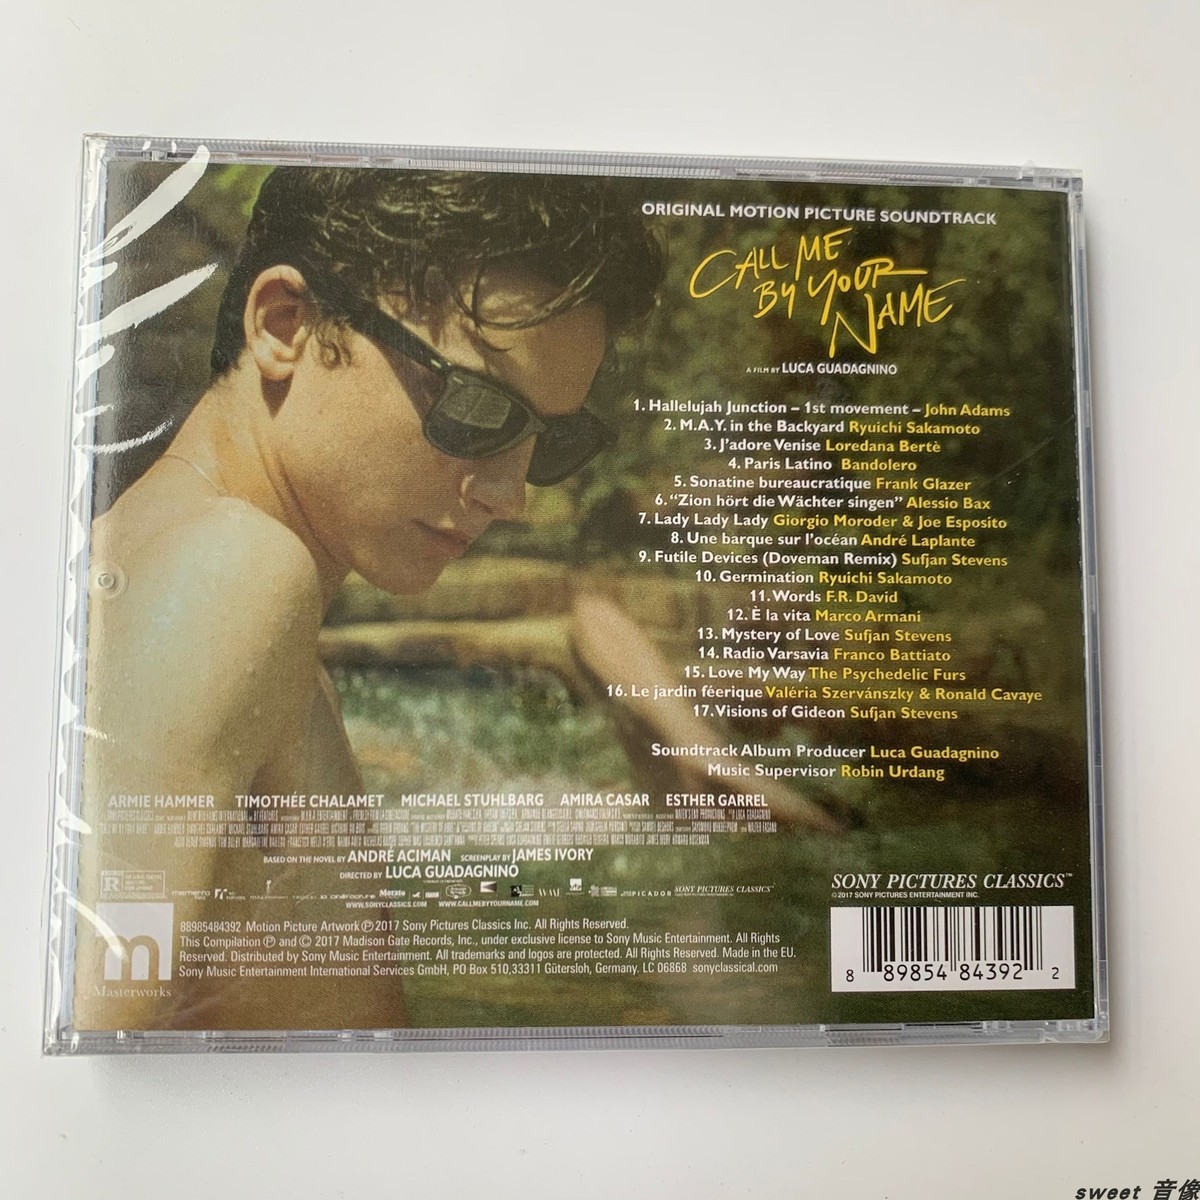 ORIGINAL MOTION PICTURE SOUNDTRACK
CALL ME
BY YOUR
NAME
A FILM BY LUCA GUADAGNINO
1. Hallelujah Junction – 1st movement – John Adams
2. M.A.Y. in the Backyard Ryuichi Sakamoto
3. J'adore Venise Loredana Bertè
4. Paris Latino Bandolero
5. Sonatine bureaucratique Frank Glazer
6. “Zion hört die Wächter singen” Alessio Bax
7. Lady Lady Lady Giorgio Moroder & Joe Esposito
8. Une barque sur l'océan André Laplante
9. Futile Devices (Doveman Remix) Sufjan Stevens
10. Germination Ryuichi Sakamoto
11. Words F.R. David
12. È la vita Marco Armani
13. Mystery of Love Sufjan Stevens
14. Radio Varsavia Franco Battiato
15. Love My Way The Psychedelic Furs
16. Le jardin féerique Valéria Szervánszky & Ronald Cavaye
17. Visions of Gideon Sufjan Stevens
Soundtrack Album Producer Luca Guadagnino
Music Supervisor Robin Urdang
ARMIE HAMMER TIMOTHÉE CHALAMET MICHAEL STUHLBARG AMIRA CASAR ESTHER GARREL
BASED ON THE NOVEL BY ANDRÉ ACIMAN SCREENPLAY BY JAMES IVORY
DIRECTED BY LUCA GUADAGNINO
R
PICADOR SONY PICTURES CLASSICS
WWW.SONYCLASSICS.COM WWW.CALLMEBYYOURNAME.COM
SONY PICTURES CLASSICS™
©2017 SONY PICTURES ENTERTAINMENT INC.
88985484392 Motion Picture Artwork ℗ 2017 Sony Pictures Classics Inc. All Rights Reserved.
This Compilation ℗ and © 2017 Madison Gate Records, Inc., under exclusive license to Sony Music Entertainment. All Rights
Reserved. Distributed by Sony Music Entertainment. All trademarks and logos are protected. All Rights Reserved. Made in the EU.
Sony Music Entertainment International Services GmbH, PO Box 510,33311 Gütersloh, Germany. LC 06868 sonyclassical.com
m
Masterworks
8 89854 84392 2
sweet 音像